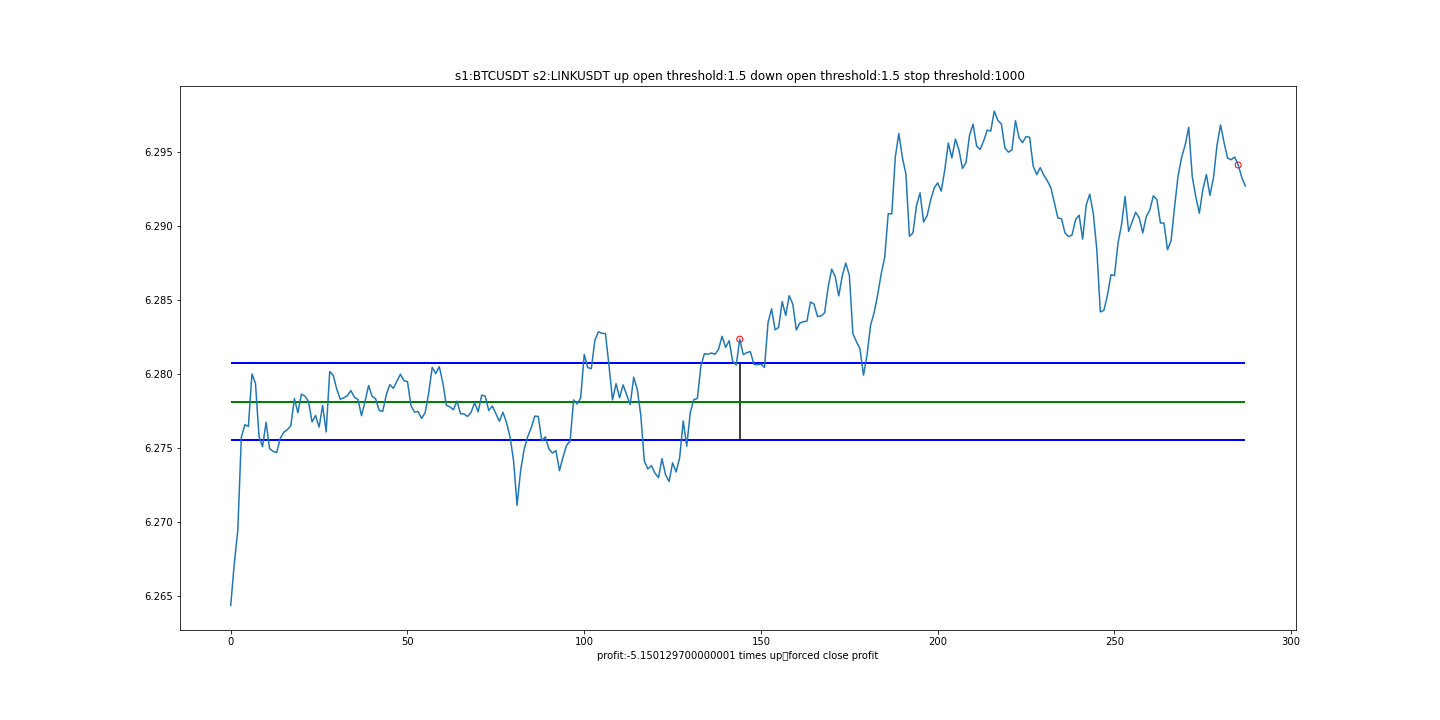 s1:BTCUSDT s2:LINKUSDT up open threshold:1.5 down open threshold:1.5 stop threshold:1000
6.295
6.290
6.285
6.280
6.275
6.270
6.265
0 50 100 150 200 250 300
profit:-5.150129700000001 times up▯forced close profit